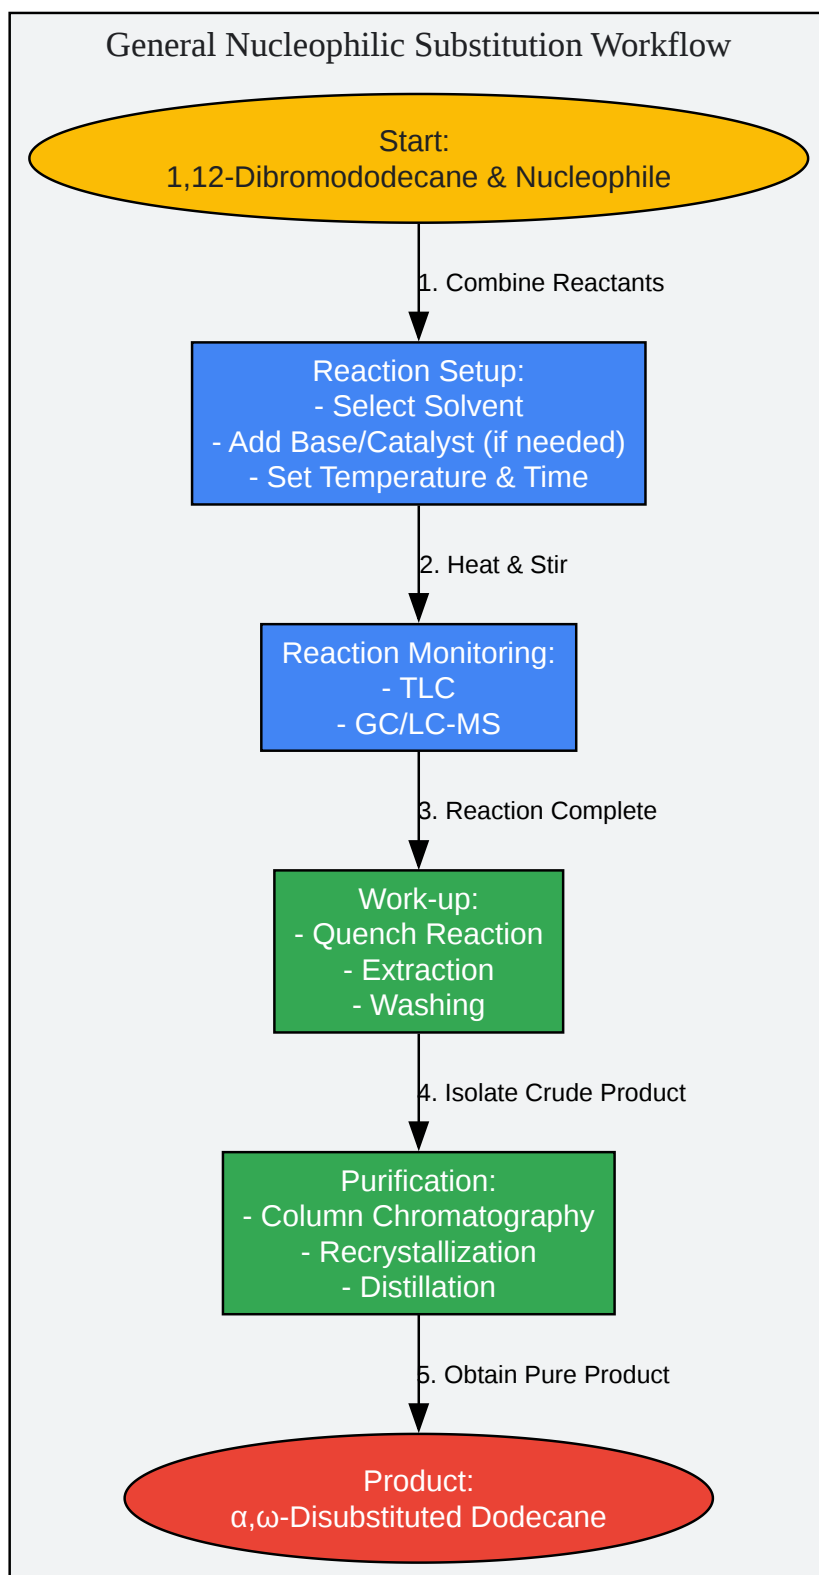 General Nucleophilic Substitution Workflow
Start:
1,12-Dibromododecane & Nucleophile
1. Combine Reactants
Reaction Setup:
- Select Solvent
- Add Base/Catalyst (if needed)
- Set Temperature & Time
2. Heat & Stir
Reaction Monitoring:
- TLC
- GC/LC-MS
3. Reaction Complete
Work-up:
- Quench Reaction
- Extraction
- Washing
4. Isolate Crude Product
Purification:
- Column Chromatography
- Recrystallization
- Distillation
5. Obtain Pure Product
Product:
α,ω-Disubstituted Dodecane